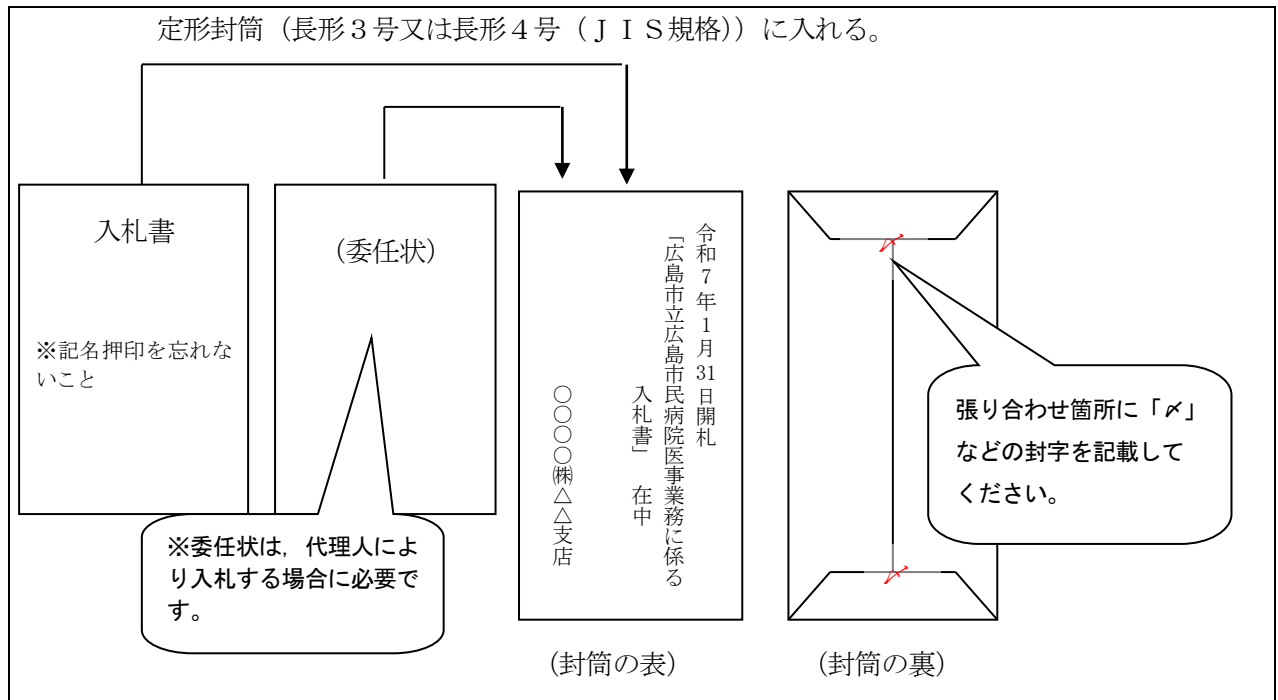 定形封筒（長形３号又は長形４号（ＪＩＳ規格））に入れる。
入札書
※記名押印を忘れな
いこと
（委任状）
※委任状は，代理人によ
り入札する場合に必要で
す。
令和７年１月31日開札
「広島市立広島市民病院医事業務に係る
入札書」　在中
○○○○㈱△△支店
（封筒の表）
〆
〆
張り合わせ箇所に「〆」
などの封字を記載して
ください。
（封筒の裏）